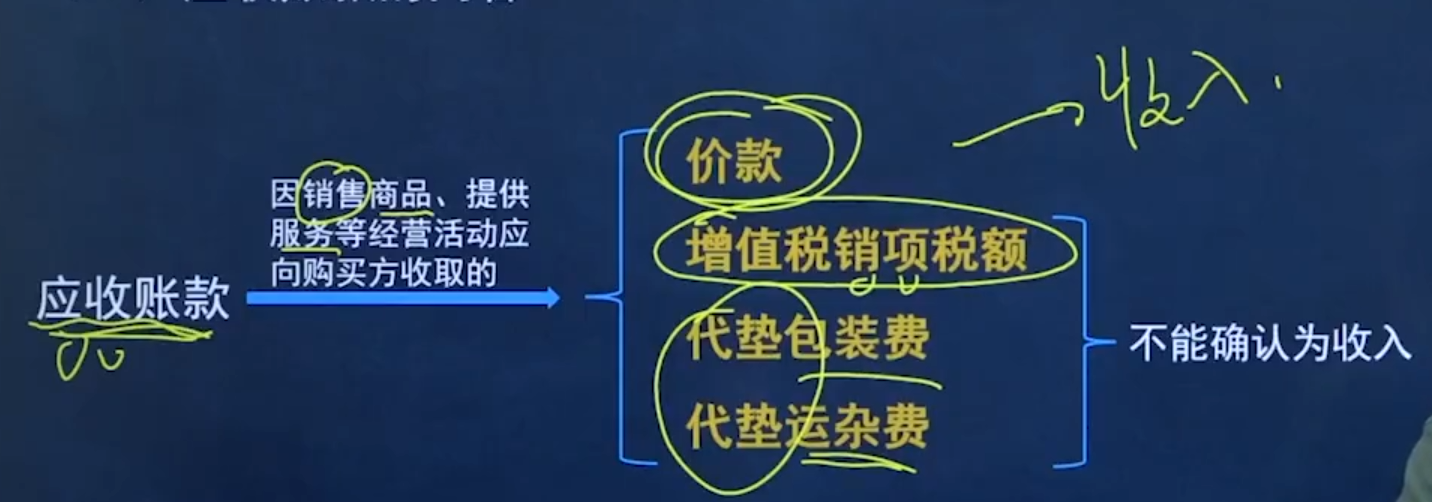 因销售商品、提供
服务等经营活动应
向购买方收取的
应收账款
价款
收入
增值税销项税额
代垫包装费
代垫运杂费
不能确认为收入